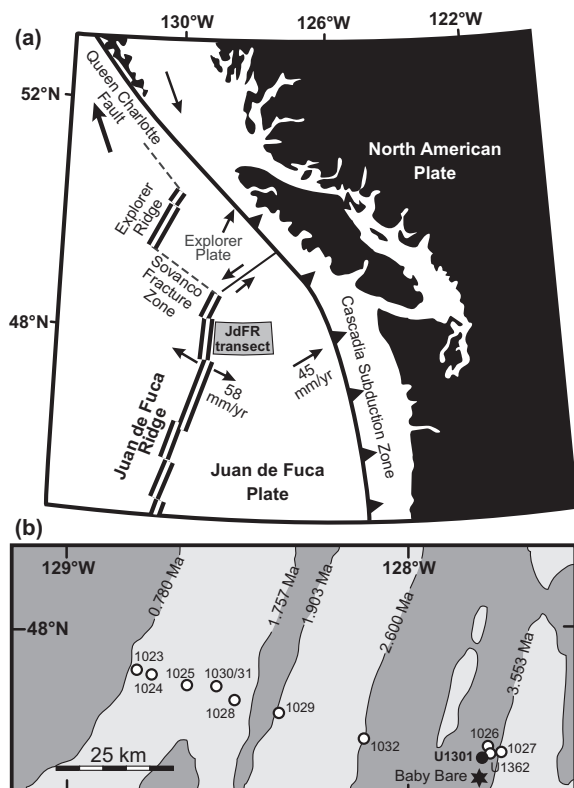 (a)
130°W
126°W
122°W
52°N
Queen Charlotte
Fault
North American
Plate
Explorer
Ridge
Explorer
Plate
Sovanco
Fracture
Zone
48°N
JdFR
transect
58
mm/yr
45
mm/yr
Cascadia Subduction Zone
Juan de Fuca
Ridge
Juan de Fuca
Plate
(b)
129°W
128°W
48°N
0.780 Ma
1.757 Ma
1.903 Ma
2.600 Ma
3.553 Ma
1023
1024
1025
1030/31
1028
1029
1032
1026
1027
U1301
U1362
Baby Bare
25 km